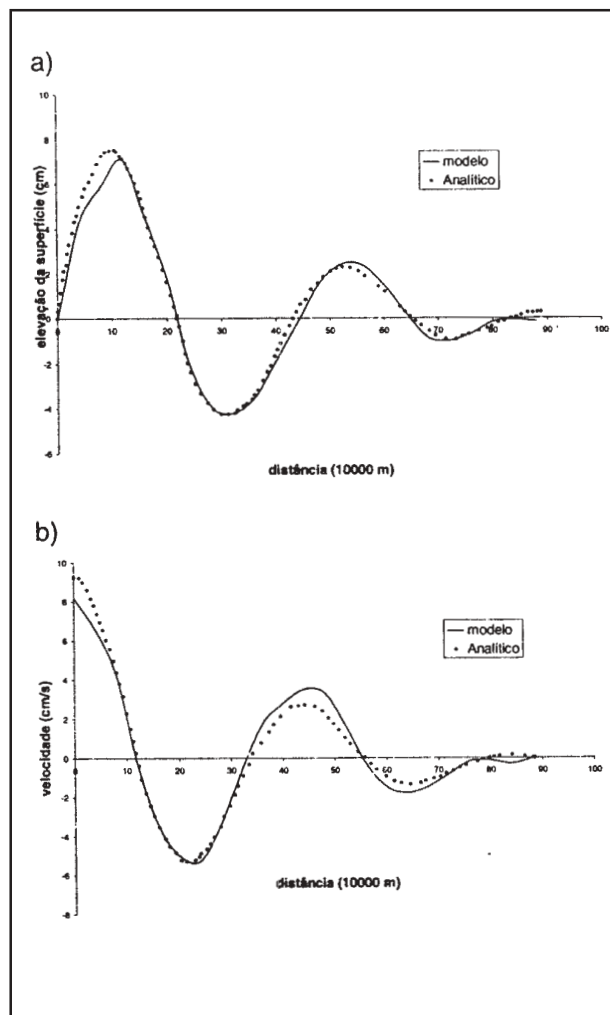 a)
10
8
6
4
2
0
-2
-4
-6
0 10 20 30 40 50 60 70 80 90 100
elevação da superfície (cm)
modelo
Analítico
distância (10000 m)
b)
10
8
6
4
2
0
-2
-4
-6
-8
0 10 20 30 40 50 60 70 80 90 100
velocidade (cm/s)
modelo
Analítico
distância (10000 m)